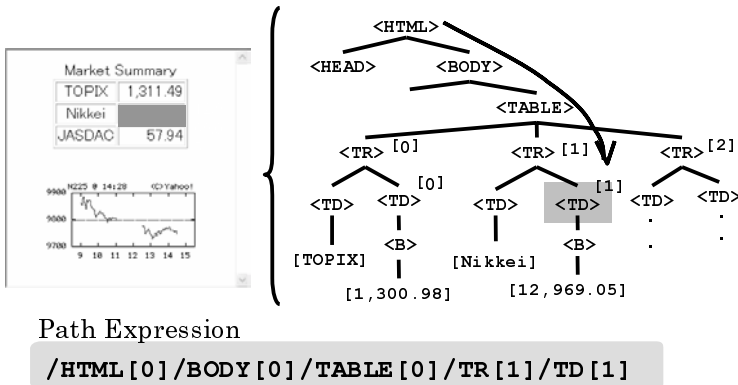 Market Summary
TOPIX 1,311.49
Nikkei
JASDAC 57.94
N225 @ 14:28 (C)Yahoo!
9900
9800
9700
9 10 11 12 13 14 15
<HTML>
<HEAD> <BODY>
<TABLE>
<TR> [0] <TR> [1] <TR> [2]
[0] [1]
<TD> <TD> <TD> <TD> <TD> <TD>
<B> <B>
[TOPIX] [Nikkei]
[1,300.98] [12,969.05]
Path Expression
/HTML[0]/BODY[0]/TABLE[0]/TR[1]/TD[1]